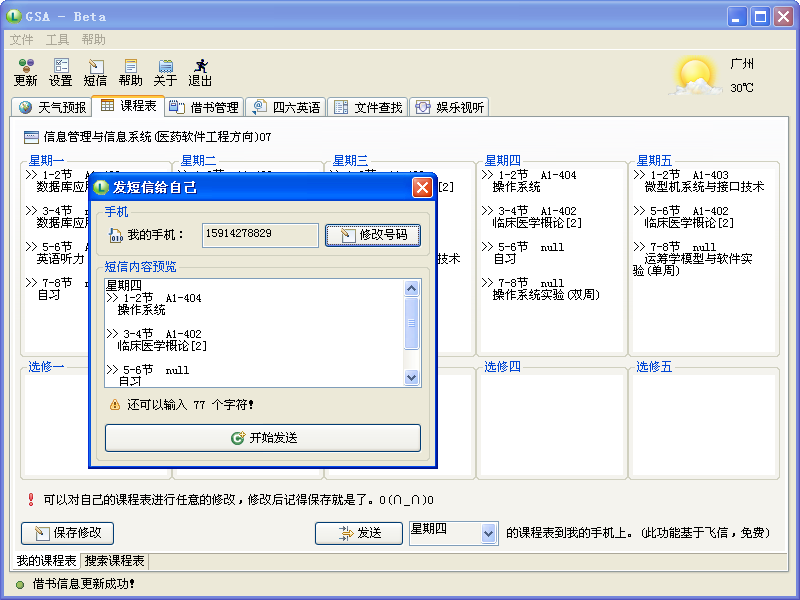 GSA - Beta
文件 工具 帮助
更新 设置 短信 帮助 关于 退出
广州
30℃
天气预报 课程表 借书管理 四六英语 文件查找 娱乐视听
信息管理与信息系统(医药软件工程方向)07
星期一
>> 1-2节
数据库应
>> 3-4节
数据库应
>> 5-6节
英语听力
>> 7-8节
自习
星期二
星期三
[2]
技术
星期四
>> 1-2节 A1-404
操作系统
>> 3-4节 A1-402
临床医学概论[2]
>> 5-6节 null
自习
>> 7-8节 null
操作系统实验(双周)
星期五
>> 1-2节 A1-403
微型机系统与接口技术
>> 5-6节 A1-402
临床医学概论[2]
>> 7-8节 null
运筹学模型与软件实
验(单周)
发短信给自己
手机
我的手机： 15914278829 修改号码
短信内容预览
星期四
>> 1-2节 A1-404
操作系统
>> 3-4节 A1-402
临床医学概论[2]
>> 5-6节 null
自习
还可以输入 77 个字符!
开始发送
选修一 选修四 选修五
可以对自己的课程表进行任意的修改，修改后记得保存就是了。O(∩_∩)O
保存修改 发送 星期四 的课程表到我的手机上。(此功能基于飞信，免费)
我的课程表 搜索课程表
借书信息更新成功!